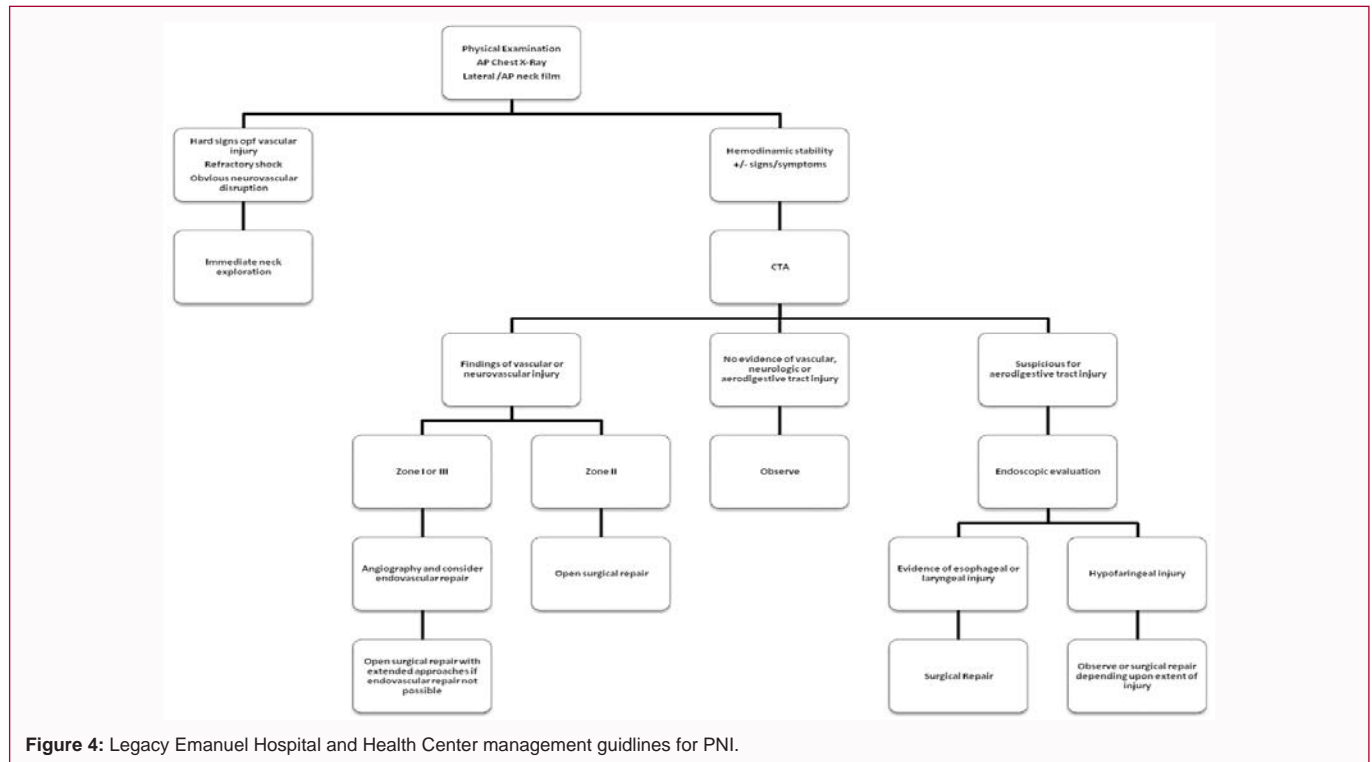 Physical Examination
AP Chest X-Ray
Lateral /AP neck film
Hard signs opf vascular
injury
Refractory shock
Obvious neurovascular
disruption
Hemodinamic stability
+/- signs/symptoms
Immediate neck
exploration
CTA
Findings of vascular or
neurovascular injury
No evidence of vascular,
neurologic or
aerodigestive tract injury
Suspicious for
aerodigestive tract injury
Zone I or III
Zone II
Observe
Endoscopic evaluation
Angiography and consider
endovascular repair
Open surgical repair
Evidence of esophageal or
laryngeal injury
Hypofaringeal injury
Open surgical repair with
extended approaches if
endovascular repair not
possible
Surgical Repair
Observe or surgical repair
depending upon extent of
injury
Figure 4: Legacy Emanuel Hospital and Health Center management guidlines for PNI.